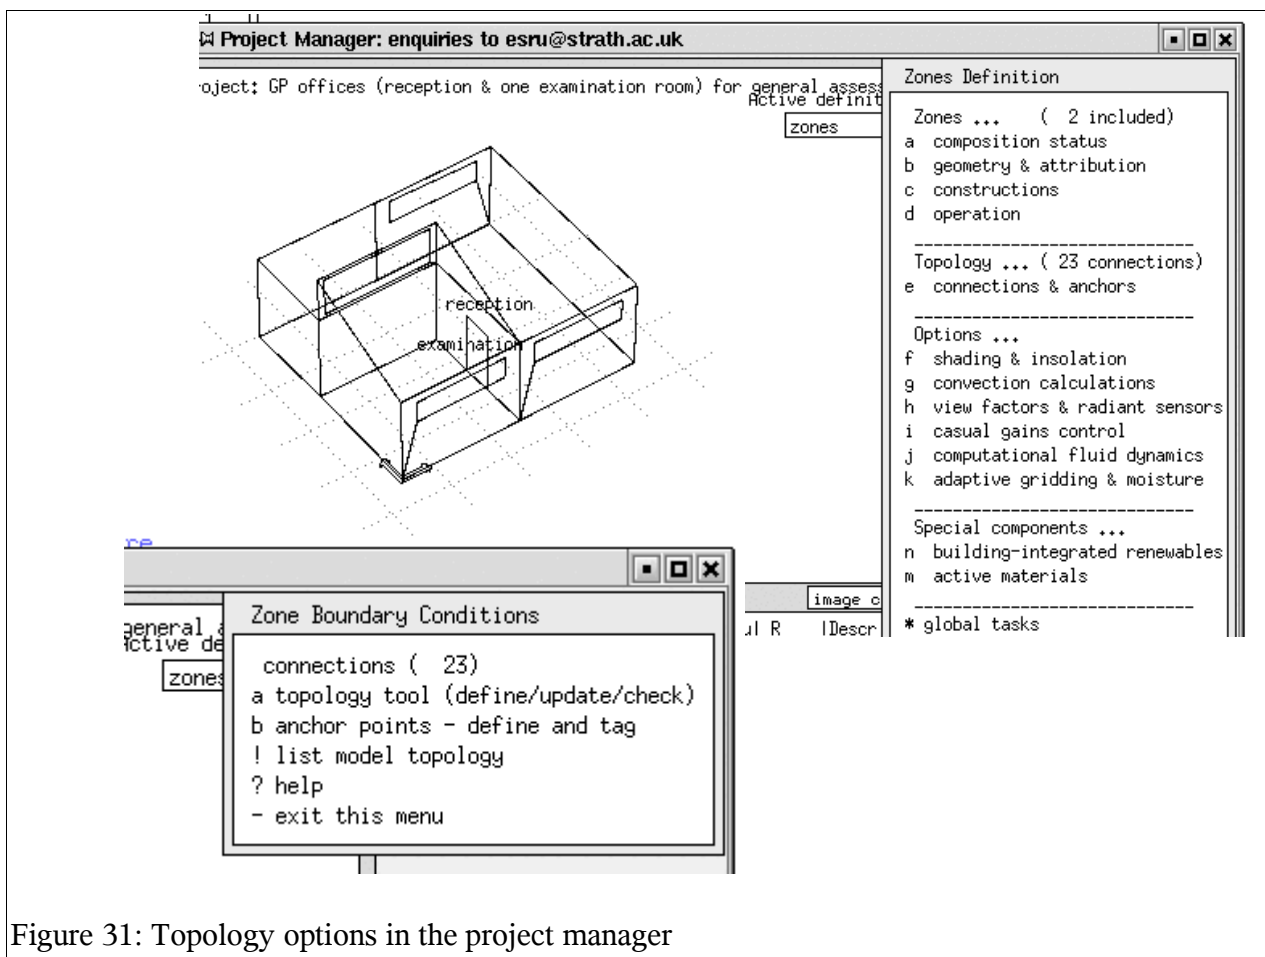 Project Manager: enquiries to esru@strath.ac.uk
roject: GP offices (reception & one examination room) for general assess
Active definit
zones
reception
examination
Zones Definition
Zones ... ( 2 included)
a composition status
b geometry & attribution
c constructions
d operation
Topology ... ( 23 connections)
e connections & anchors
Options ...
f shading & insolation
g convection calculations
h view factors & radiant sensors
i casual gains control
j computational fluid dynamics
k adaptive gridding & moisture
Special components ...
n building-integrated renewables
m active materials
* global tasks
image c
ul R |Descr
re
general a
Active de
zones
Zone Boundary Conditions
connections ( 23)
a topology tool (define/update/check)
b anchor points - define and tag
! list model topology
? help
- exit this menu
Figure 31: Topology options in the project manager